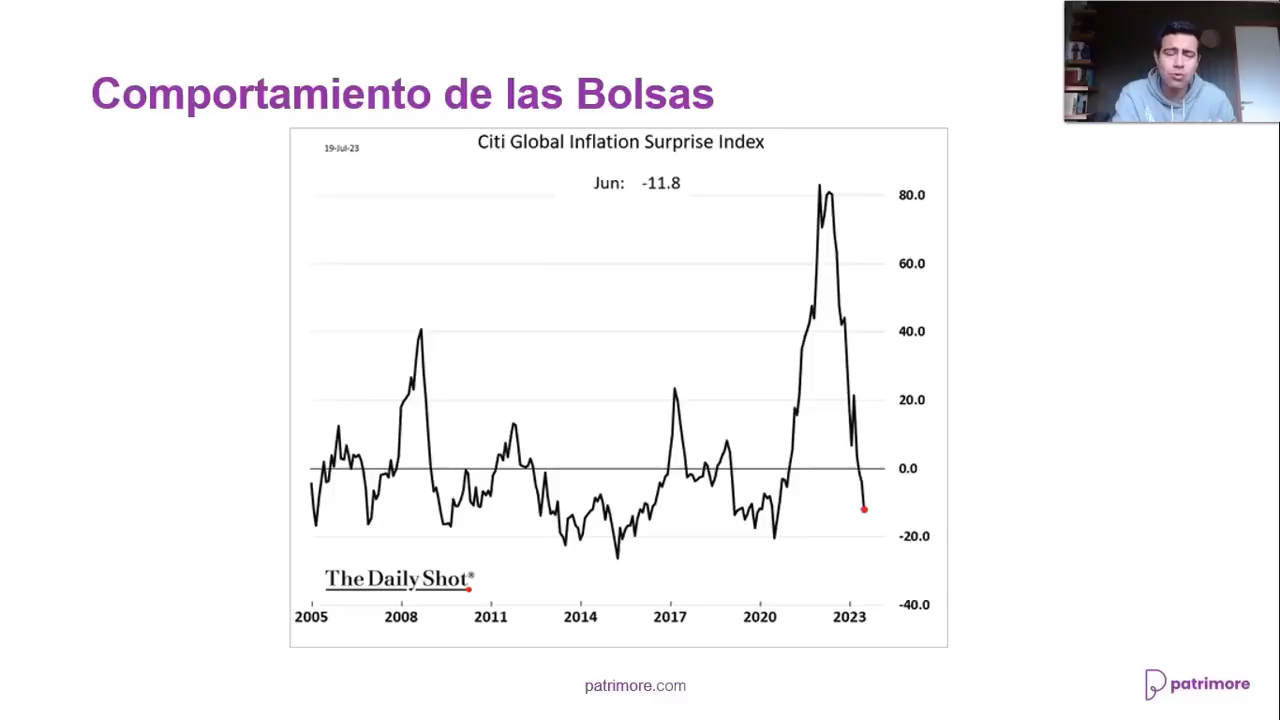 Comportamiento de las Bolsas
19-Jul-23
Citi Global Inflation Surprise Index
Jun: -11.8
80.0
60.0
40.0
20.0
0.0
-20.0
-40.0
The Daily Shot®
2005 2008 2011 2014 2017 2020 2023
patrimore.com
patrimore